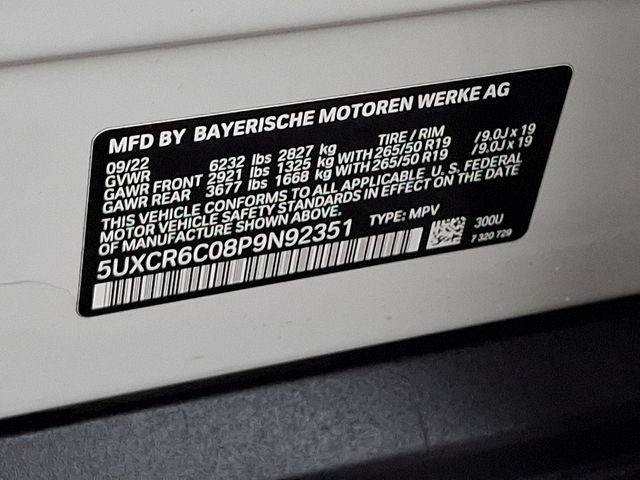 MFD BY BAYERISCHE MOTOREN WERKE AG
09/22 TIRE / RIM
GVWR 6232 lbs 2827 kg
GAWR FRONT 2921 lbs 1325 kg WITH 265/50 R19 / 9.0J x 19
GAWR REAR 3677 lbs 1668 kg WITH 265/50 R19 / 9.0J x 19
THIS VEHICLE CONFORMS TO ALL APPLICABLE U. S. FEDERAL
MOTOR VEHICLE SAFETY STANDARDS IN EFFECT ON THE DATE
OF MANUFACTURE SHOWN ABOVE.
5UXCR6C08P9N92351 TYPE: MPV 300U
7 320 729